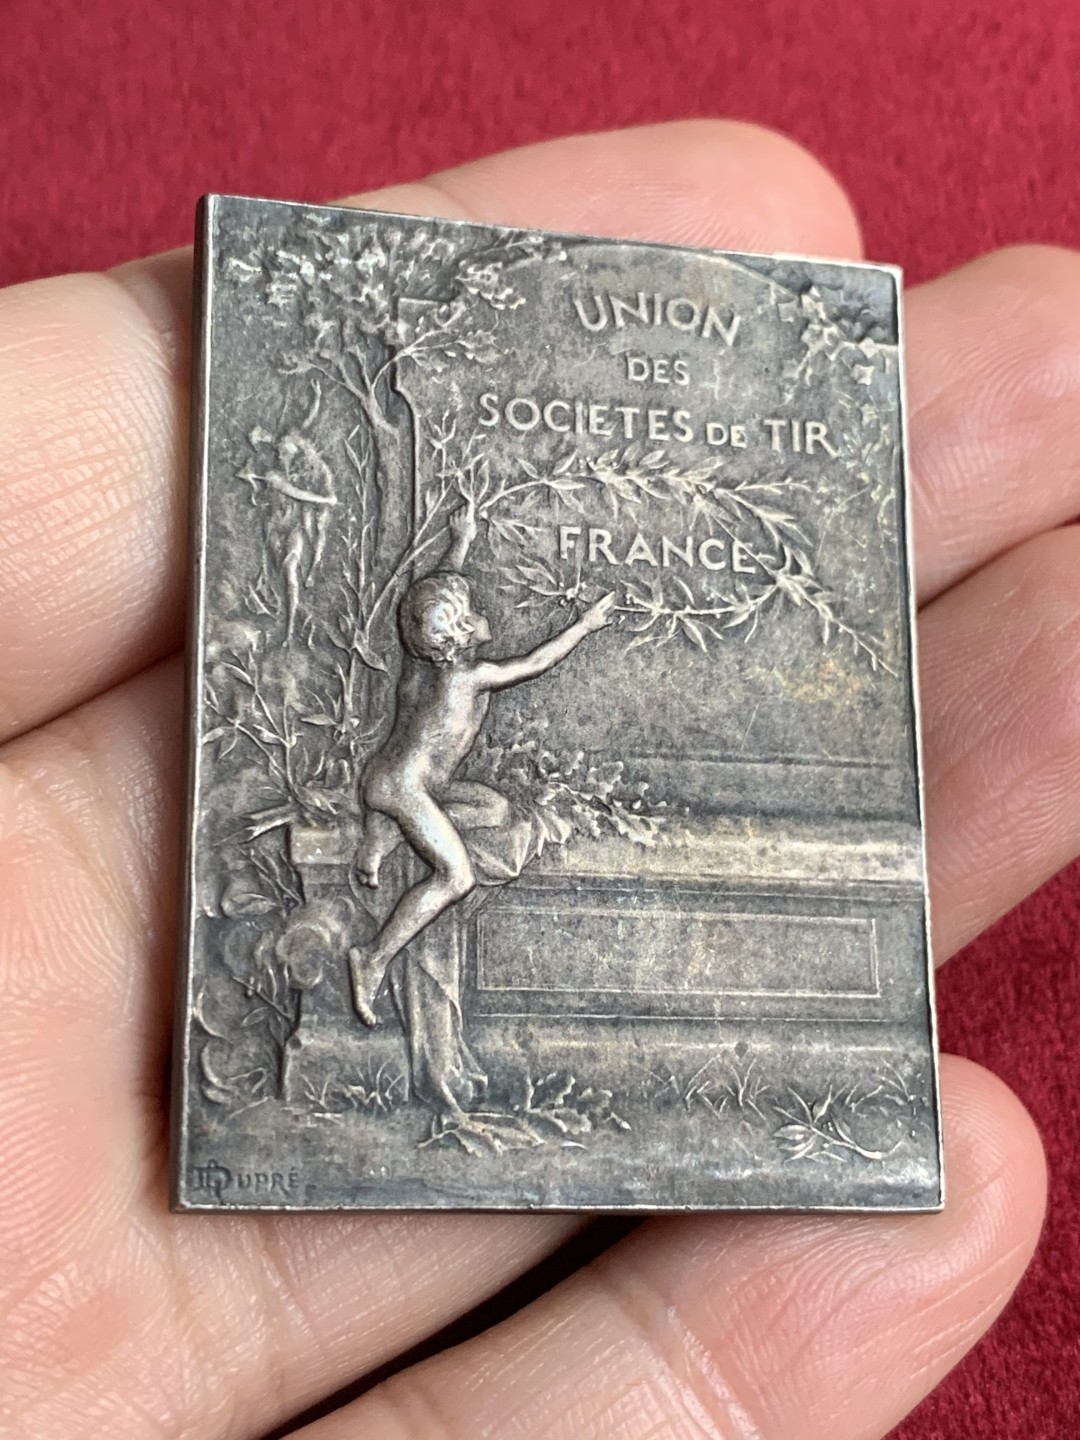 UNION
DES
SOCIETES DE TIR
FRANCE
DUPRÉ